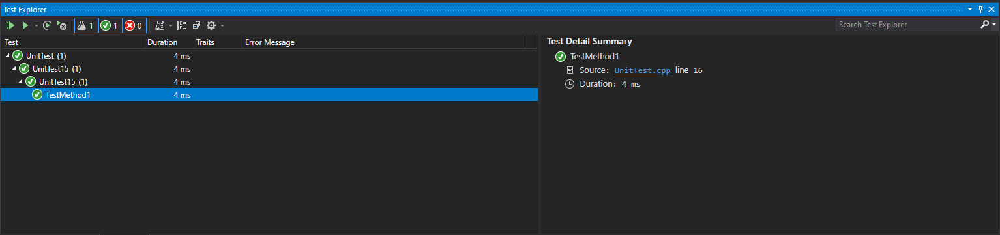 Test Explorer
1 1 0
Search Test Explorer
Test Duration Traits Error Message
UnitTest (1) 4 ms
UnitTest15 (1) 4 ms
UnitTest15 (1) 4 ms
TestMethod1 4 ms
Test Detail Summary
TestMethod1
Source: UnitTest.cpp line 16
Duration: 4 ms